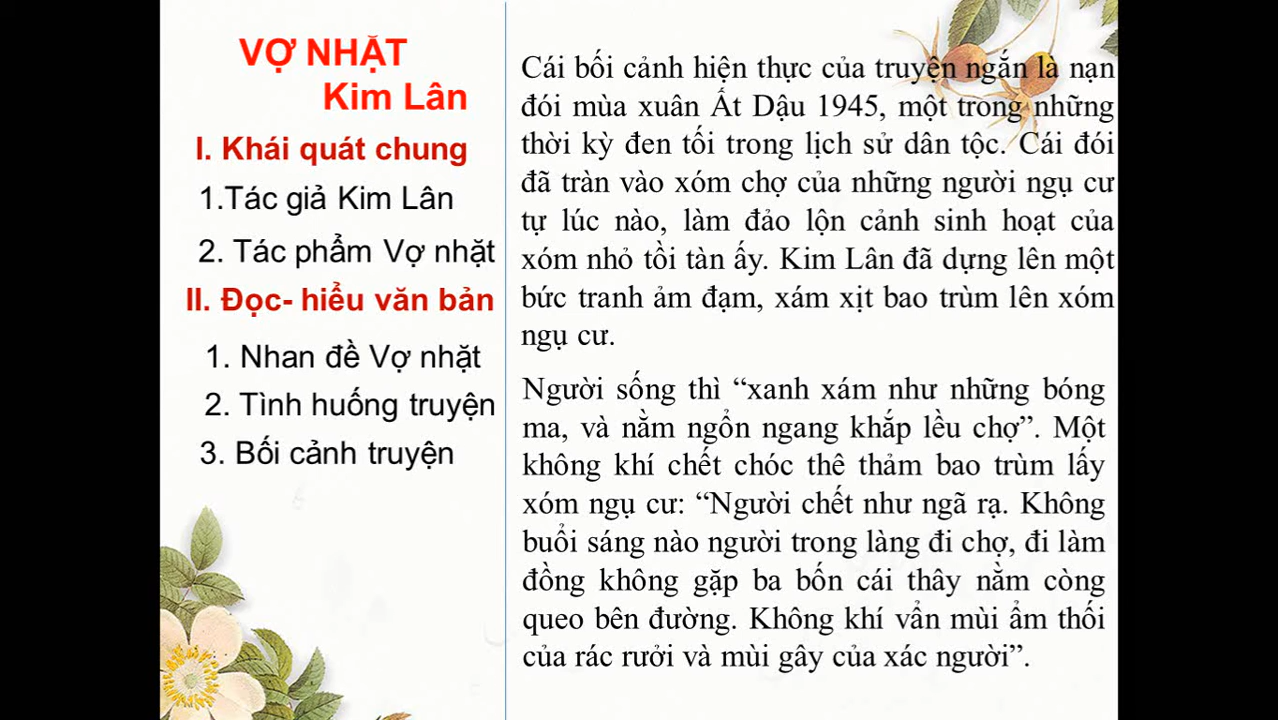 VỢ NHẶT
Kim Lân
I. Khái quát chung
1.Tác giả Kim Lân
2. Tác phẩm Vợ nhặt
II. Đọc- hiểu văn bản
1. Nhan đề Vợ nhặt
2. Tình huống truyện
3. Bối cảnh truyện
Cái bối cảnh hiện thực của truyện ngắn là nạn
đói mùa xuân Ất Dậu 1945, một trong những
thời kỳ đen tối trong lịch sử dân tộc. Cái đói
đã tràn vào xóm chợ của những người ngụ cư
tự lúc nào, làm đảo lộn cảnh sinh hoạt của
xóm nhỏ tồi tàn ấy. Kim Lân đã dựng lên một
bức tranh ảm đạm, xám xịt bao trùm lên xóm
ngụ cư.
Người sống thì “xanh xám như những bóng
ma, và nằm ngổn ngang khắp lều chợ”. Một
không khí chết chóc thê thảm bao trùm lấy
xóm ngụ cư: “Người chết như ngã rạ. Không
buổi sáng nào người trong làng đi chợ, đi làm
đồng không gặp ba bốn cái thây nằm còng
queo bên đường. Không khí vẩn mùi ẩm thối
của rác rưởi và mùi gây của xác người”.